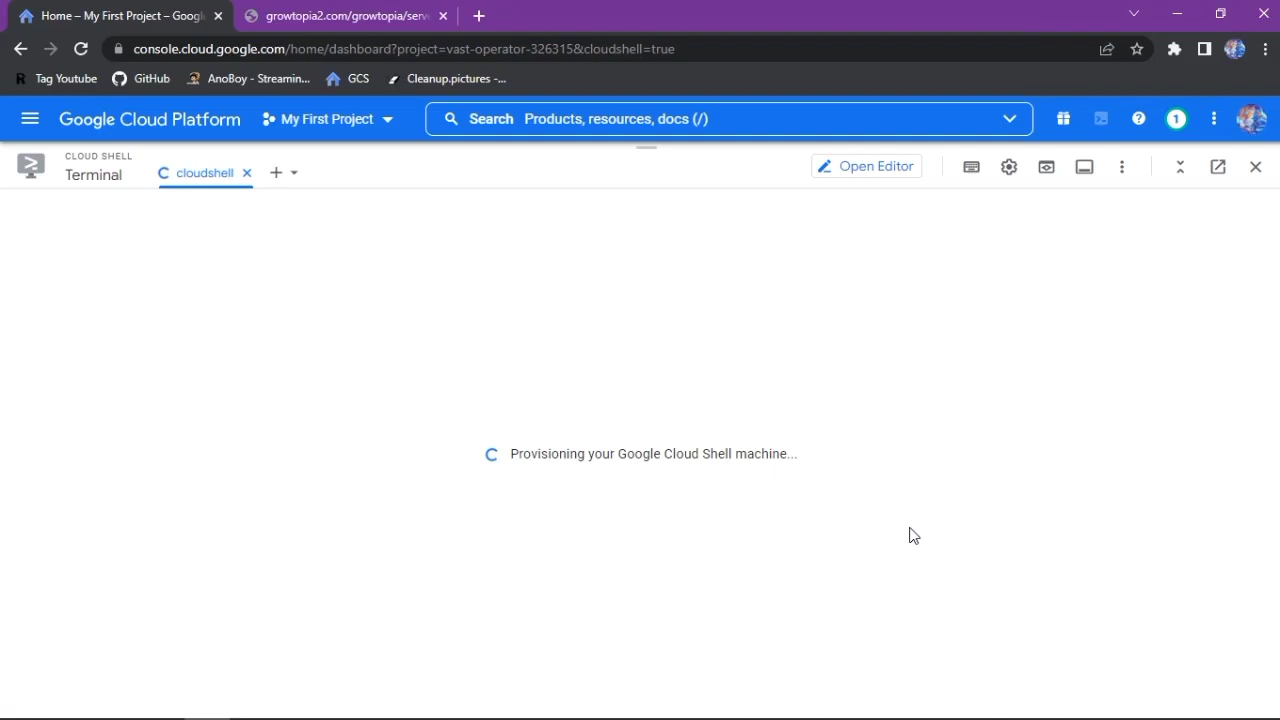 Home – My First Project – Googl
growtopia2.com/growtopia/serve
console.cloud.google.com/home/dashboard?project=vast-operator-326315&cloudshell=true
R Tag Youtube GitHub AnoBoy - Streamin... GCS Cleanup.pictures -...
Google Cloud Platform My First Project Search Products, resources, docs (/) ? 1
CLOUD SHELL
Terminal cloudshell Open Editor
Provisioning your Google Cloud Shell machine...